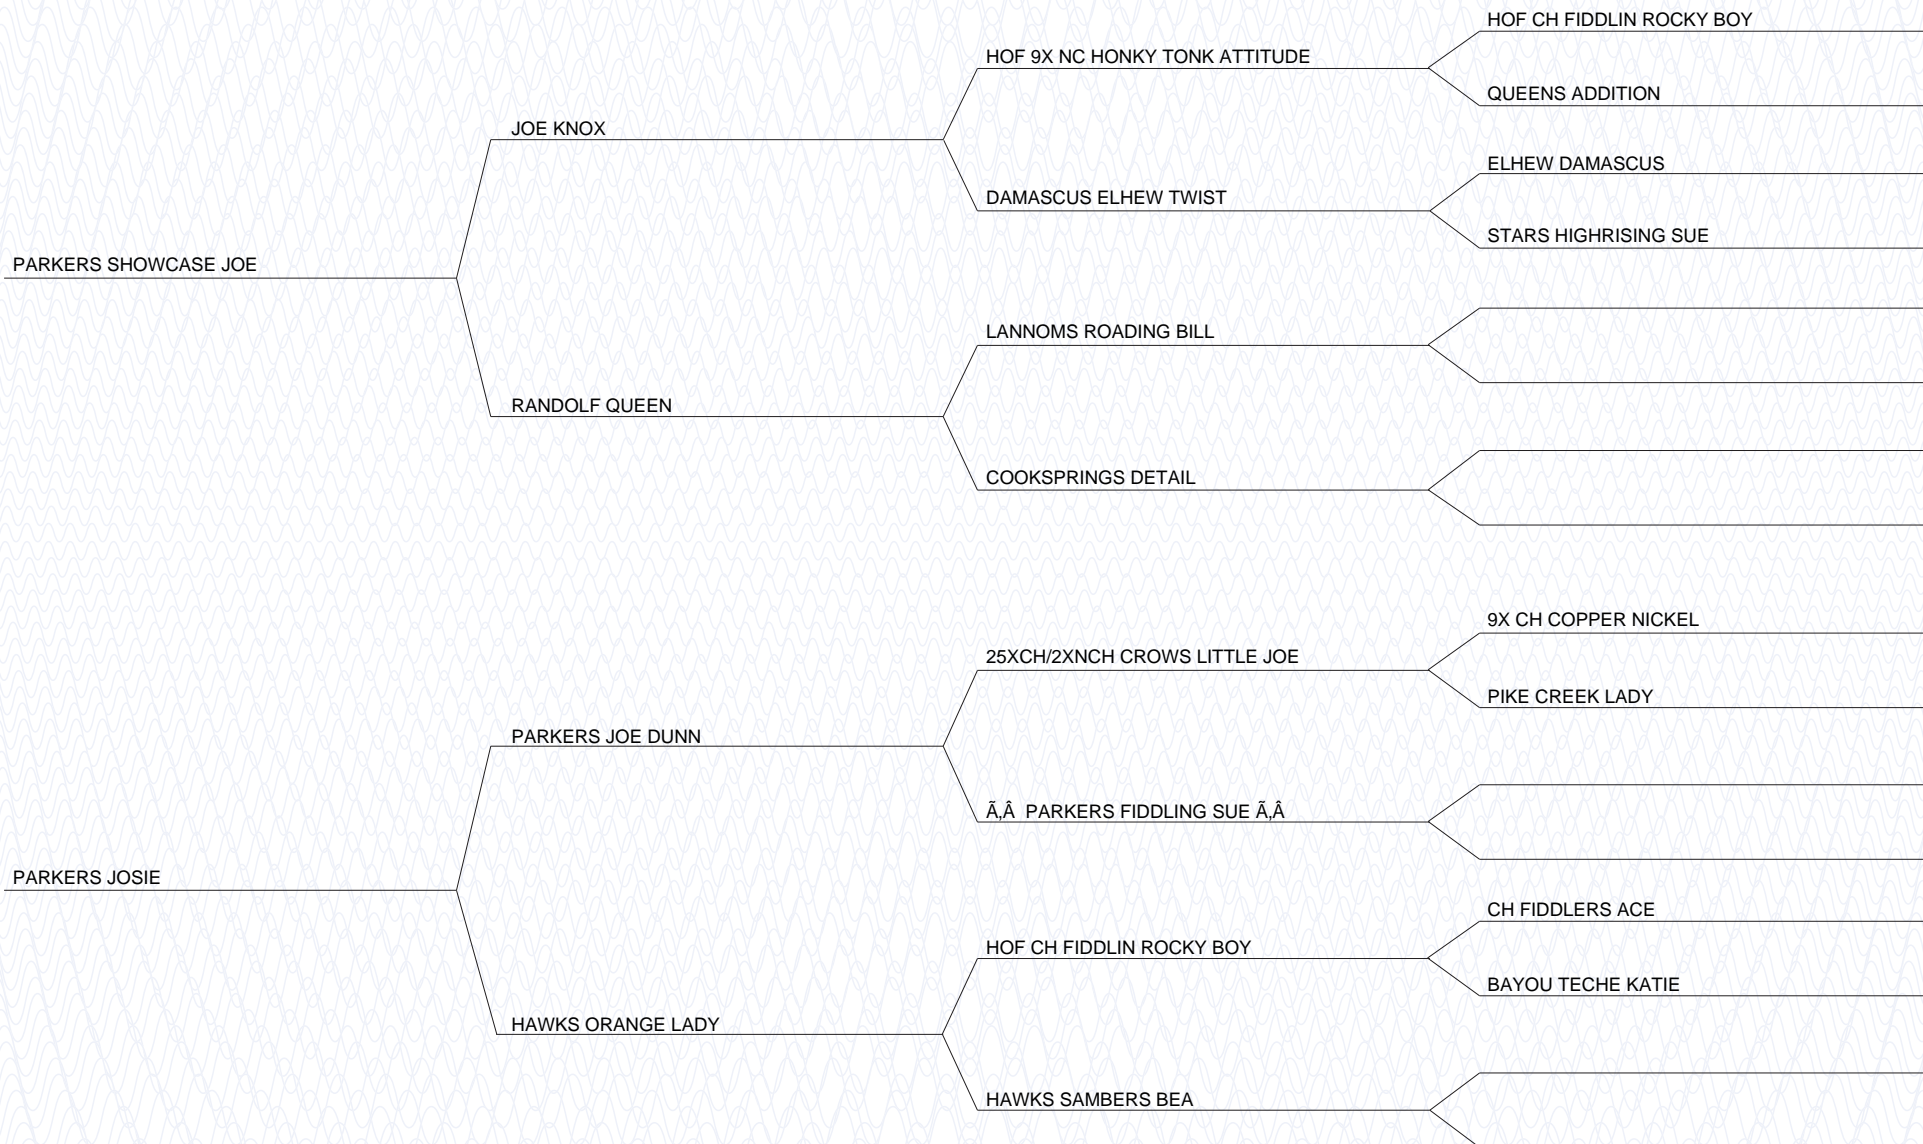 HOF CH FIDDLIN ROCKY BOY
HOF 9X NC HONKY TONK ATTITUDE
QUEENS ADDITION
JOE KNOX
ELHEW DAMASCUS
DAMASCUS ELHEW TWIST
STARS HIGHRISING SUE
PARKERS SHOWCASE JOE
LANNOMS ROADING BILL
RANDOLF QUEEN
COOKSPRINGS DETAIL
9X CH COPPER NICKEL
25XCH/2XNCH CROWS LITTLE JOE
PIKE CREEK LADY
PARKERS JOE DUNN
Ã‚Â  PARKERS FIDDLING SUE Ã‚Â
PARKERS JOSIE
CH FIDDLERS ACE
HOF CH FIDDLIN ROCKY BOY
BAYOU TECHE KATIE
HAWKS ORANGE LADY
HAWKS SAMBERS BEA